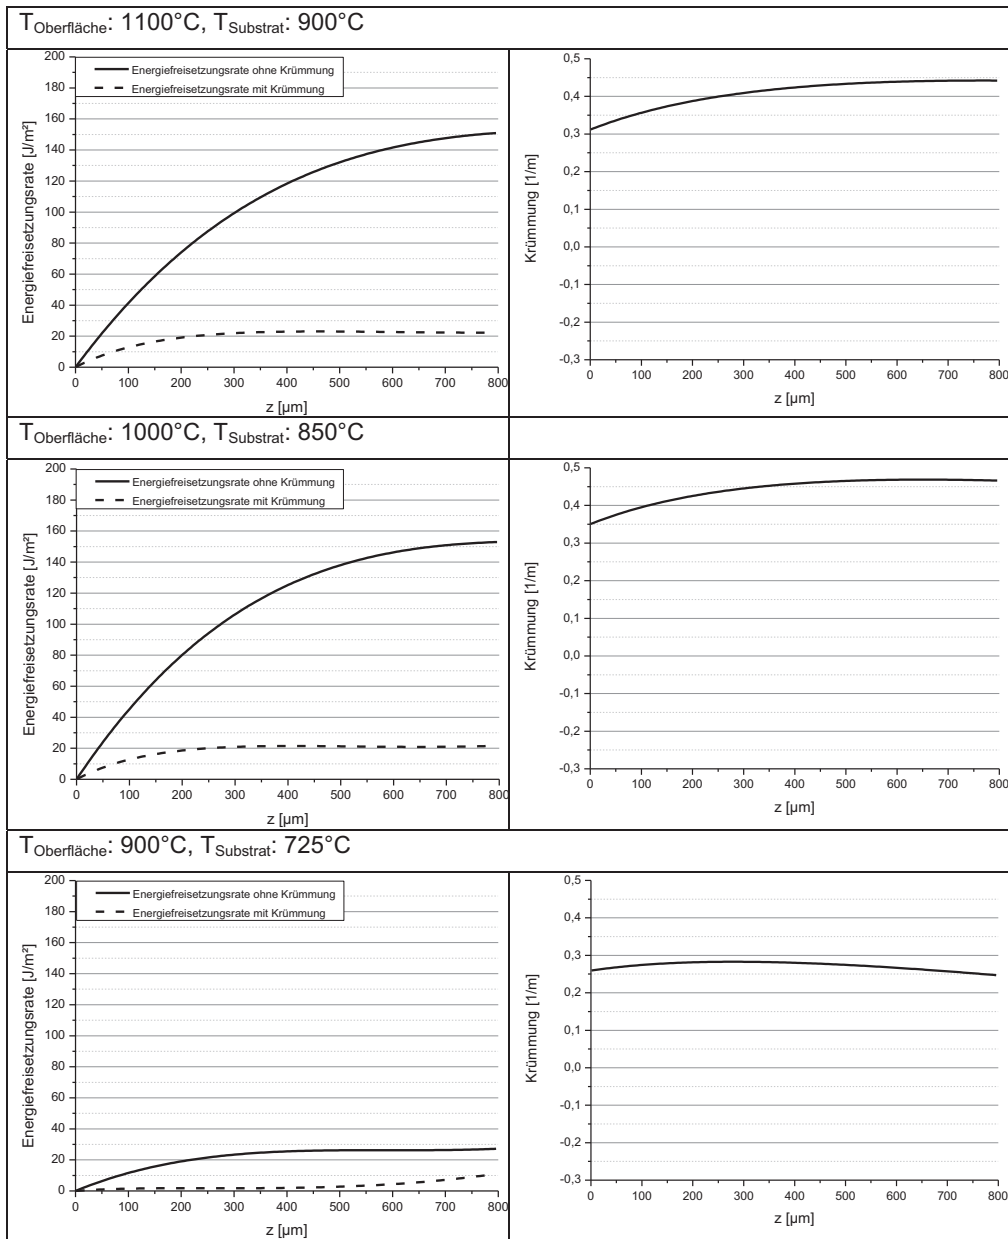 T_Oberfläche: 1100°C, T_Substrat: 900°C
Energiefreisetzungsrate [J/m²]
200
180
160
140
120
100
80
60
40
20
0
Energiefreisetzungsrate ohne Krümmung
Energiefreisetzungsrate mit Krümmung
0 100 200 300 400 500 600 700 800
z [µm]
Krümmung [1/m]
0,5
0,4
0,3
0,2
0,1
0,0
-0,1
-0,2
-0,3
0 100 200 300 400 500 600 700 800
z [µm]
T_Oberfläche: 1000°C, T_Substrat: 850°C
Energiefreisetzungsrate [J/m²]
200
180
160
140
120
100
80
60
40
20
0
Energiefreisetzungsrate ohne Krümmung
Energiefreisetzungsrate mit Krümmung
0 100 200 300 400 500 600 700 800
z [µm]
Krümmung [1/m]
0,5
0,4
0,3
0,2
0,1
0,0
-0,1
-0,2
-0,3
0 100 200 300 400 500 600 700 800
z [µm]
T_Oberfläche: 900°C, T_Substrat: 725°C
Energiefreisetzungsrate [J/m²]
200
180
160
140
120
100
80
60
40
20
0
Energiefreisetzungsrate ohne Krümmung
Energiefreisetzungsrate mit Krümmung
0 100 200 300 400 500 600 700 800
z [µm]
Krümmung [1/m]
0,5
0,4
0,3
0,2
0,1
0,0
-0,1
-0,2
-0,3
0 100 200 300 400 500 600 700 800
z [µm]